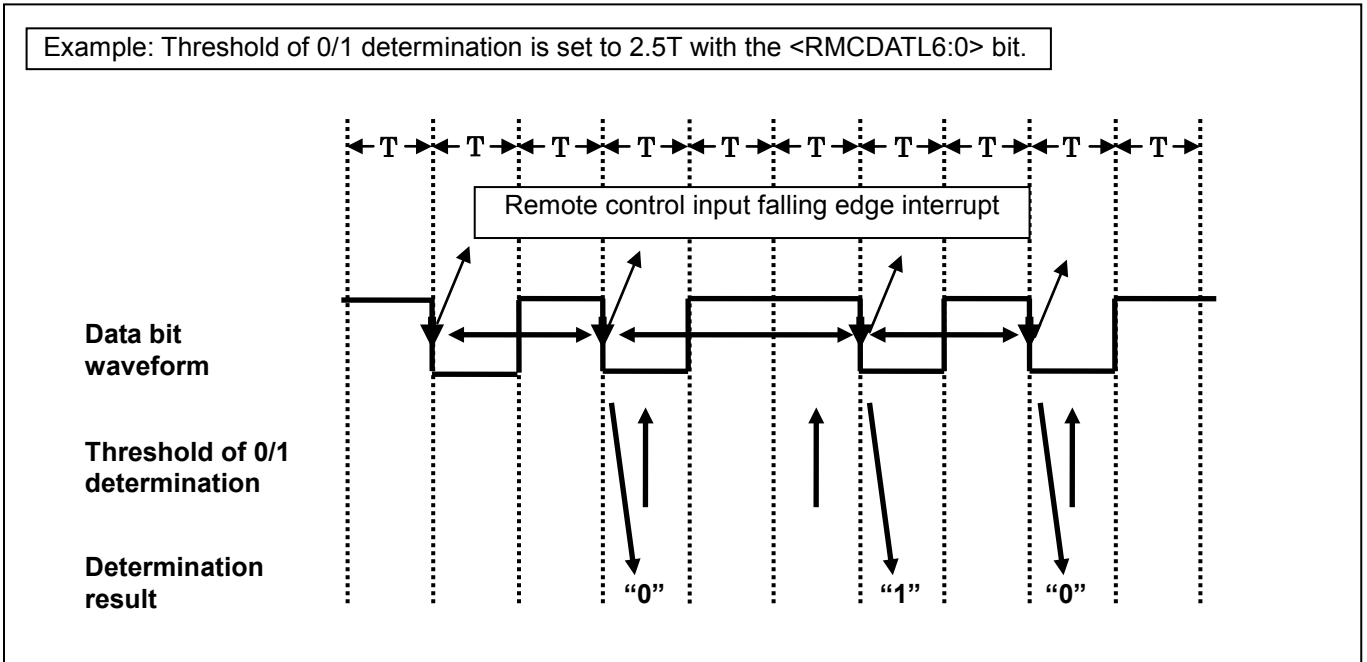 Example: Threshold of 0/1 determination is set to 2.5T with the <RMCDATL6:0> bit.
T T T T T T T T T T
Remote control input falling edge interrupt
Data bit
waveform
Threshold of 0/1
determination
Determination
result
“0” “1” “0”